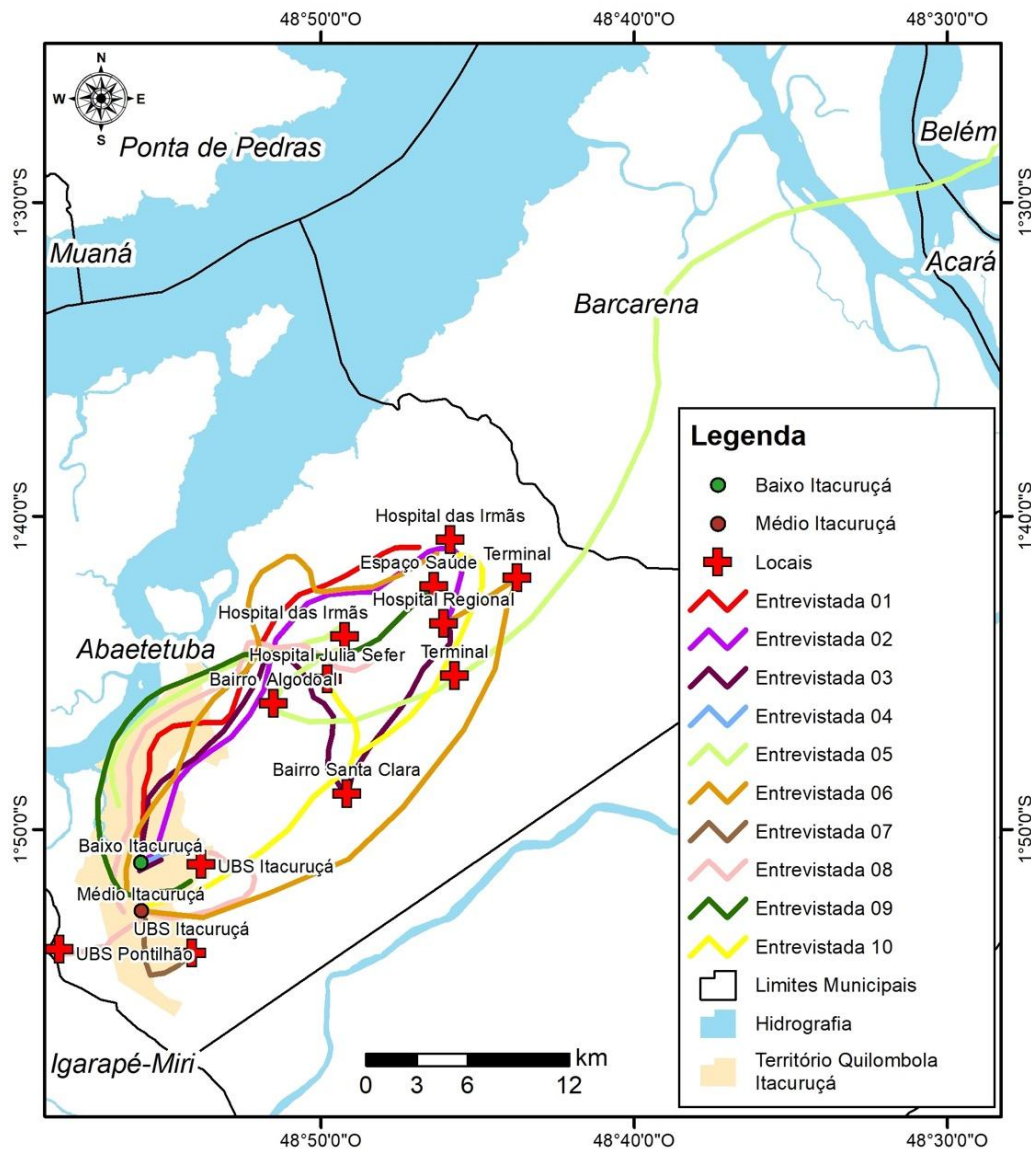 48°50'0"O
48°40'0"O
48°30'0"O
N
W
E
S
Ponta de Pedras
Belém
1°30'0"S
1°30'0"S
Muaná
Acará
Barcarena
Legenda
Baixo Itacuruçá
Médio Itacuruçá
Locais
Entrevistada 01
Entrevistada 02
Entrevistada 03
Entrevistada 04
Entrevistada 05
Entrevistada 06
Entrevistada 07
Entrevistada 08
Entrevistada 09
Entrevistada 10
Limites Municipais
Hidrografia
Território Quilombola
Itacuruçá
1°40'0"S
1°40'0"S
Hospital das Irmãs
Espaço Saúde
Terminal
Hospital Regional
Hospital das Irmãs
Abaetetuba
Hospital Julia Sefer
Terminal
Bairro Algodoal
Bairro Santa Clara
1°50'0"S
1°50'0"S
Baixo Itacuruçá
UBS Itacuruçá
Médio Itacuruçá
UBS Itacuruçá
UBS Pontilhão
Igarapé-Miri
km
0 3 6 12
48°50'0"O
48°40'0"O
48°30'0"O